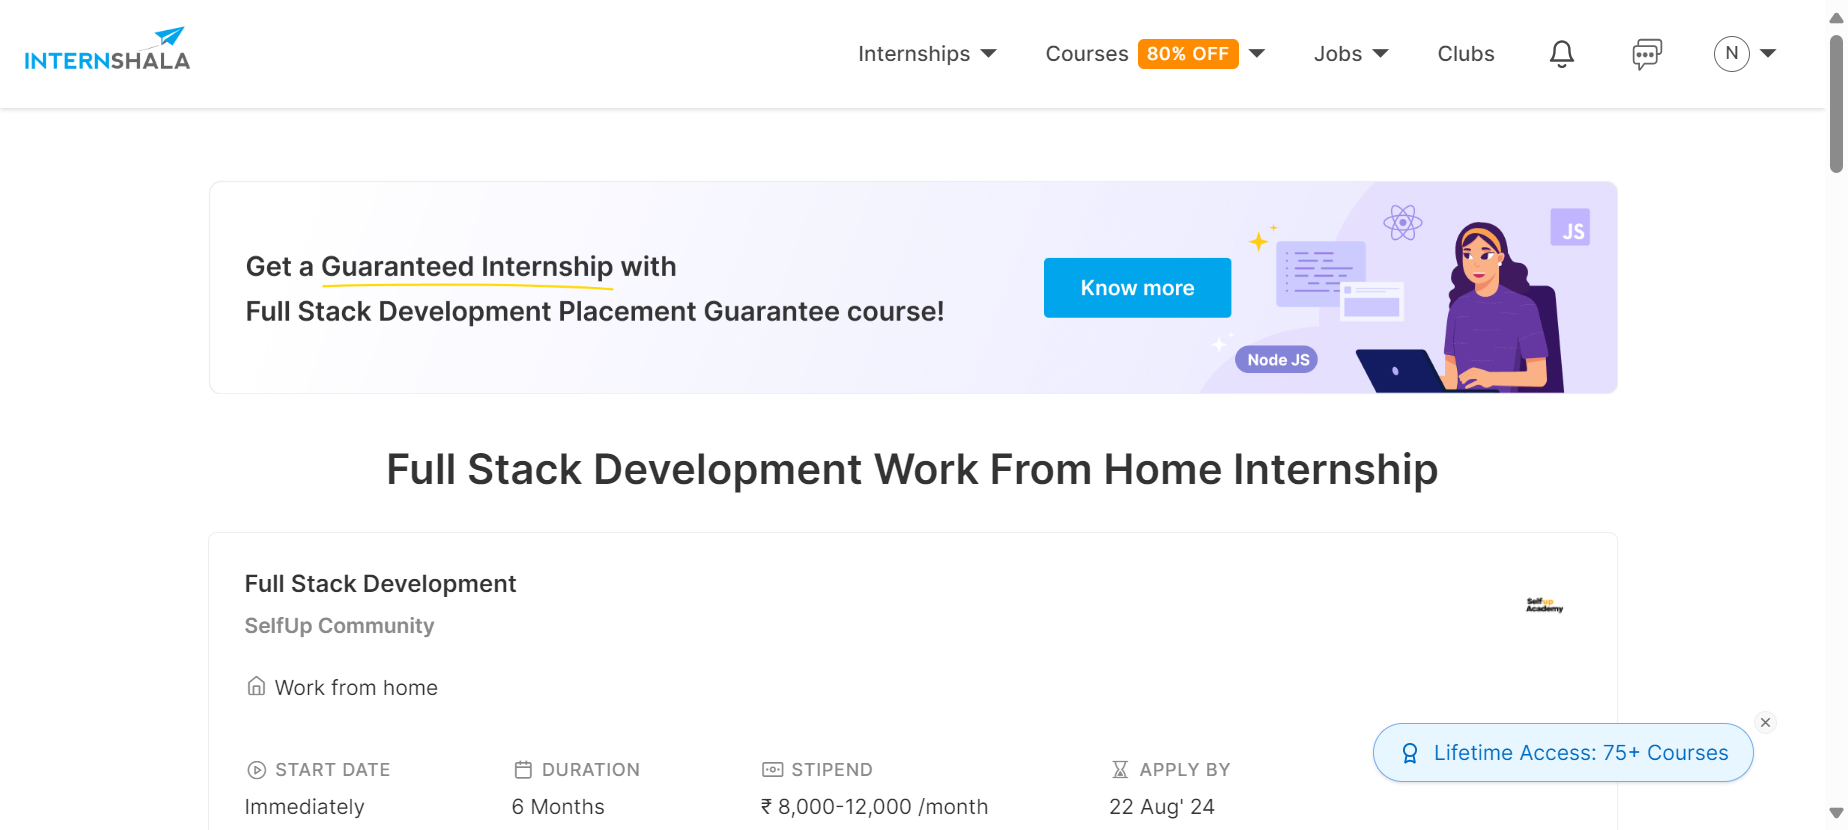 INTERNSHALA
Internships
Courses 80% OFF
Jobs
Clubs
N
Get a Guaranteed Internship with
Full Stack Development Placement Guarantee course!
Know more
JS
Node JS
Full Stack Development Work From Home Internship
Full Stack Development
SelfUp Community
Selfup
Academy
Work from home
START DATE
Immediately
DURATION
6 Months
STIPEND
₹ 8,000-12,000 /month
APPLY BY
22 Aug' 24
Lifetime Access: 75+ Courses